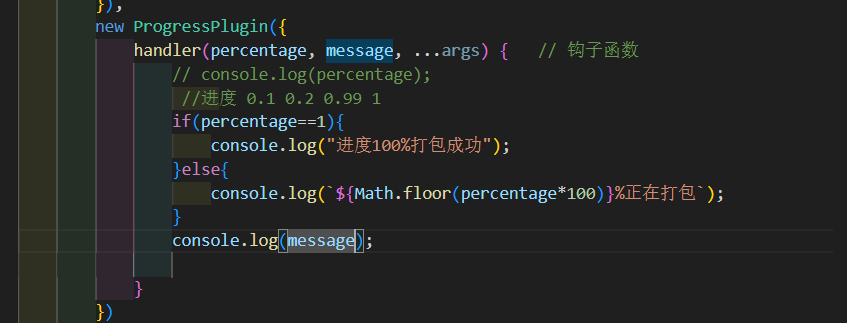 }),
new ProgressPlugin({
handler(percentage, message, ...args) { // 钩子函数
// console.log(percentage);
//进度 0.1 0.2 0.99 1
if(percentage==1){
console.log("进度100%打包成功");
}else{
console.log(`${Math.floor(percentage*100)}%正在打包`);
}
console.log(message);
}
})